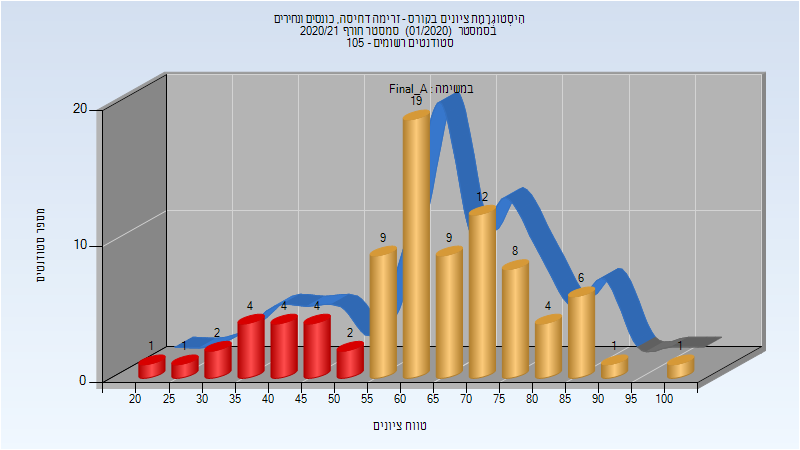 הִיסְטוֹגְרָמַת ציונים בקורס - זרימה דחיסה, כונסים ונחירים
בסמסטר (01/2020) סמסטר חורף 2020/21
סטודנטים רשומים - 105
במשימה : Final_A
מספר סטודנטים
20
10
0
1 1 2 4 4 4 2 9 19 9 12 8 4 6 1 1
20 25 30 35 40 45 50 55 60 65 70 75 80 85 90 95 100
טווח ציונים